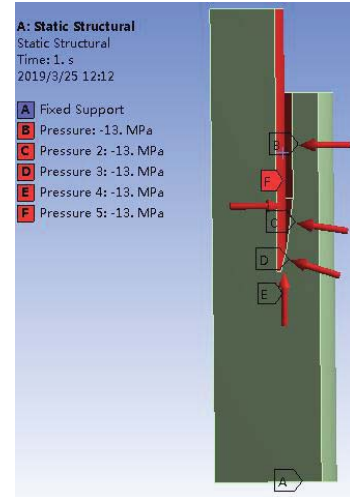 A: Static Structural
Static Structural
Time: 1. s
2019/3/25 12:12
A Fixed Support
B Pressure: -13. MPa
C Pressure 2: -13. MPa
D Pressure 3: -13. MPa
E Pressure 4: -13. MPa
F Pressure 5: -13. MPa
B
F
C
D
E
A